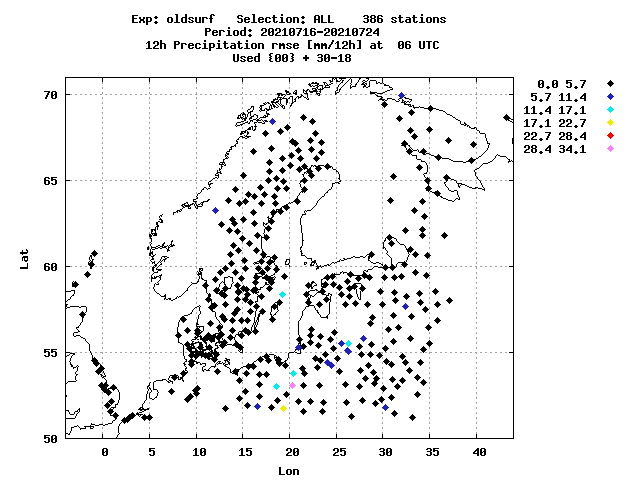 Exp: oldsurf   Selection: ALL    386 stations
Period: 20210716-20210724
12h Precipitation rmse [mm/12h] at  06 UTC
Used {00} + 30-18
0.0 5.7
5.7 11.4
11.4 17.1
17.1 22.7
22.7 28.4
28.4 34.1
70
65
60
55
50
Lat
0 5 10 15 20 25 30 35 40
Lon